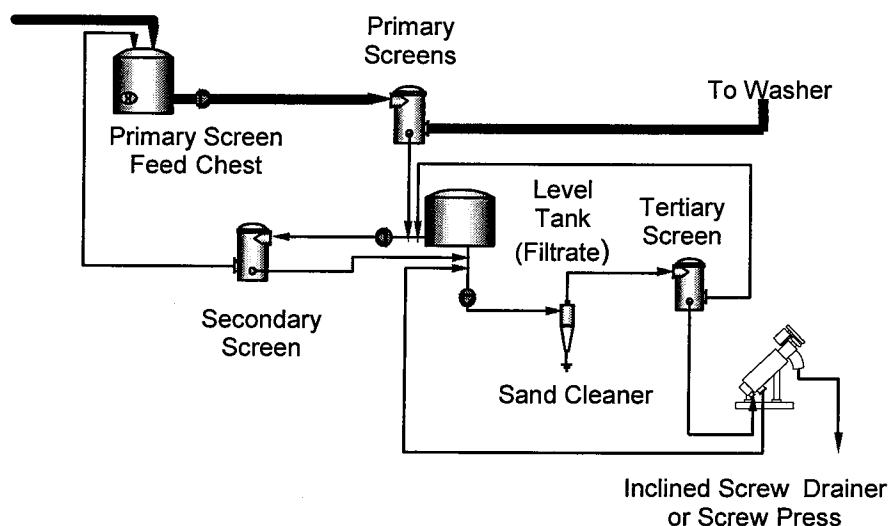 Primary
Screens
To Washer
Primary Screen
Feed Chest
Level
Tank
(Filtrate)
Tertiary
Screen
Secondary
Screen
Sand Cleaner
Inclined Screw Drainer
or Screw Press